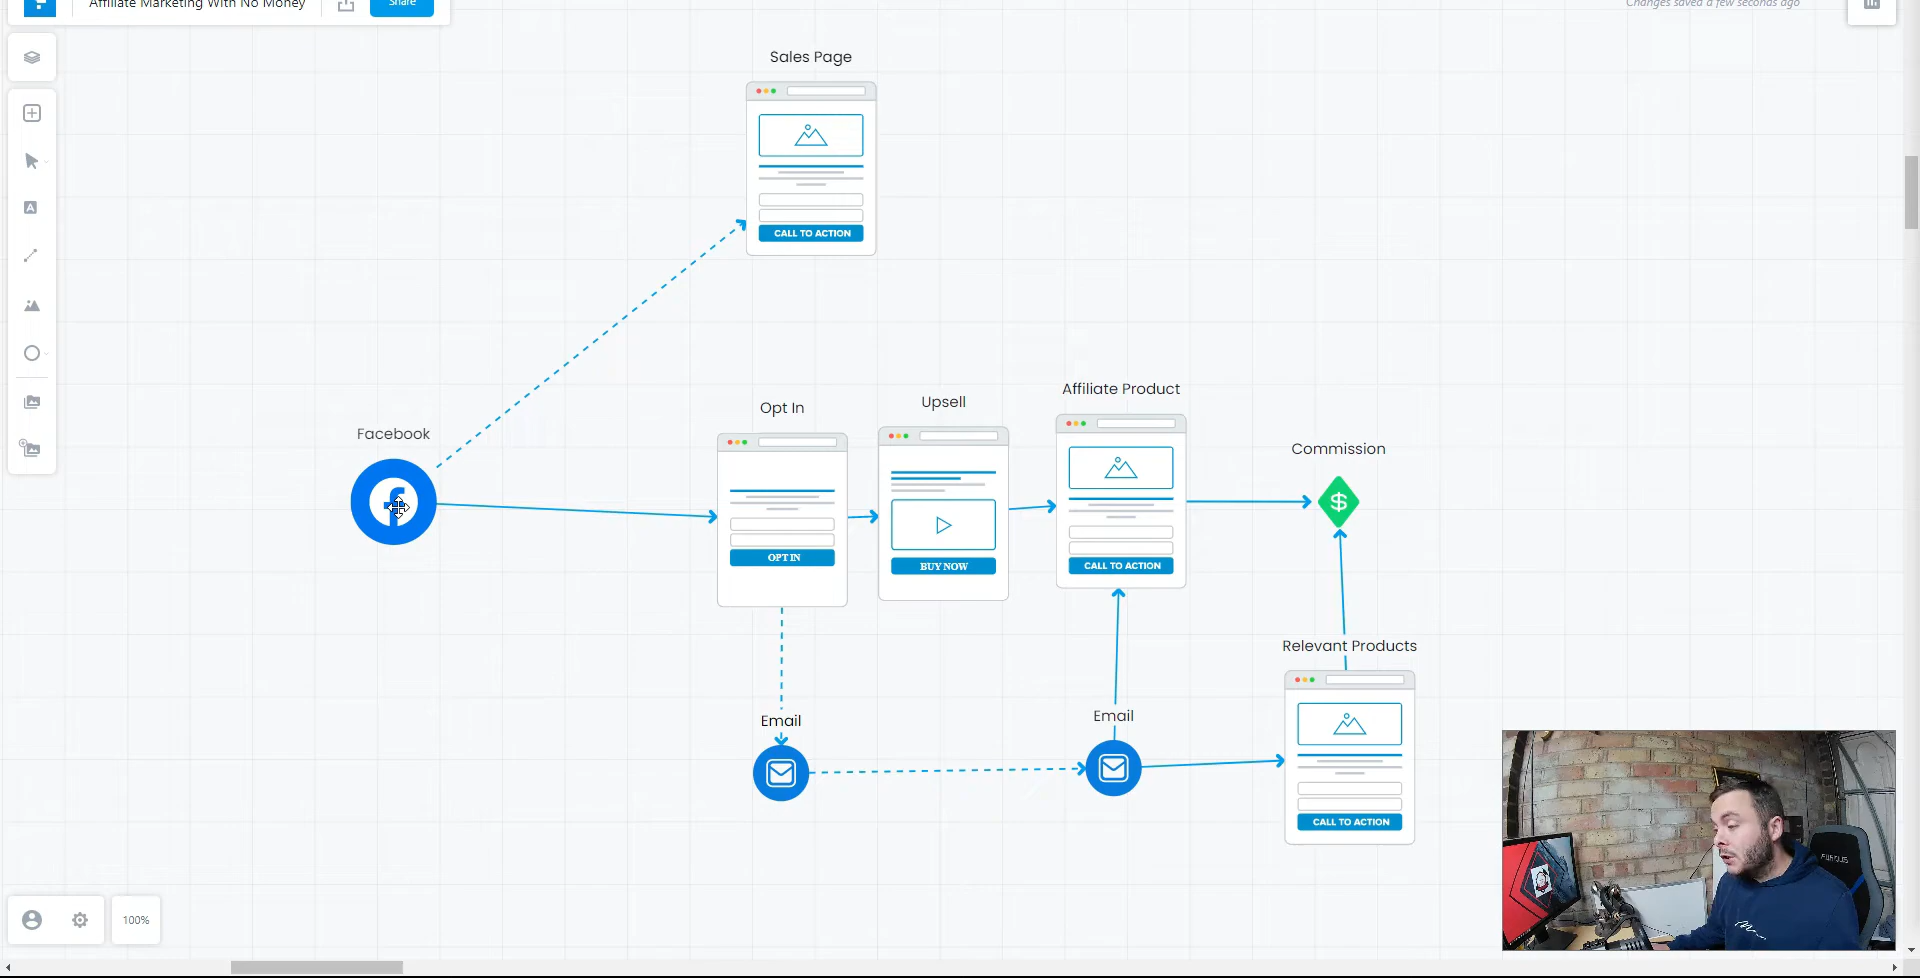 Affiliate Marketing With No Money
Share
Changes saved a few seconds ago
Sales Page
CALL TO ACTION
Affiliate Product
Upsell
Opt In
Facebook
Commission
OPT IN
BUY NOW
CALL TO ACTION
Relevant Products
Email
Email
CALL TO ACTION
100%